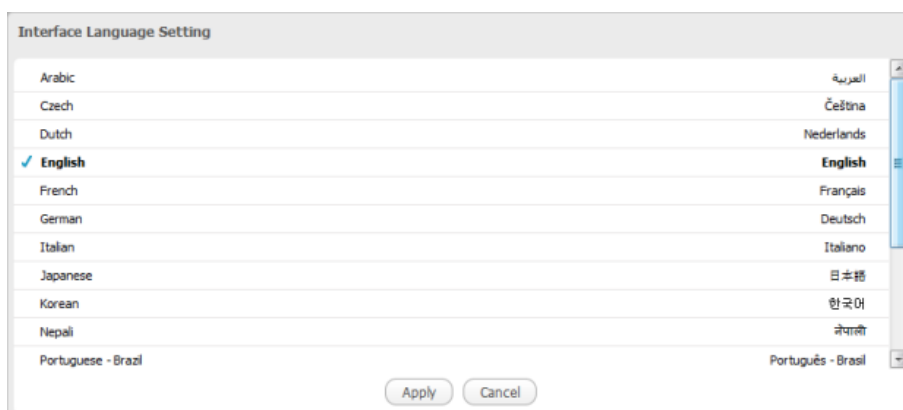 Interface Language Setting
Arabic العربية
Czech Čeština
Dutch Nederlands
English English
French Français
German Deutsch
Italian Italiano
Japanese 日本語
Korean 한국어
Nepali नेपाली
Portuguese - Brazil Português - Brasil
Apply Cancel